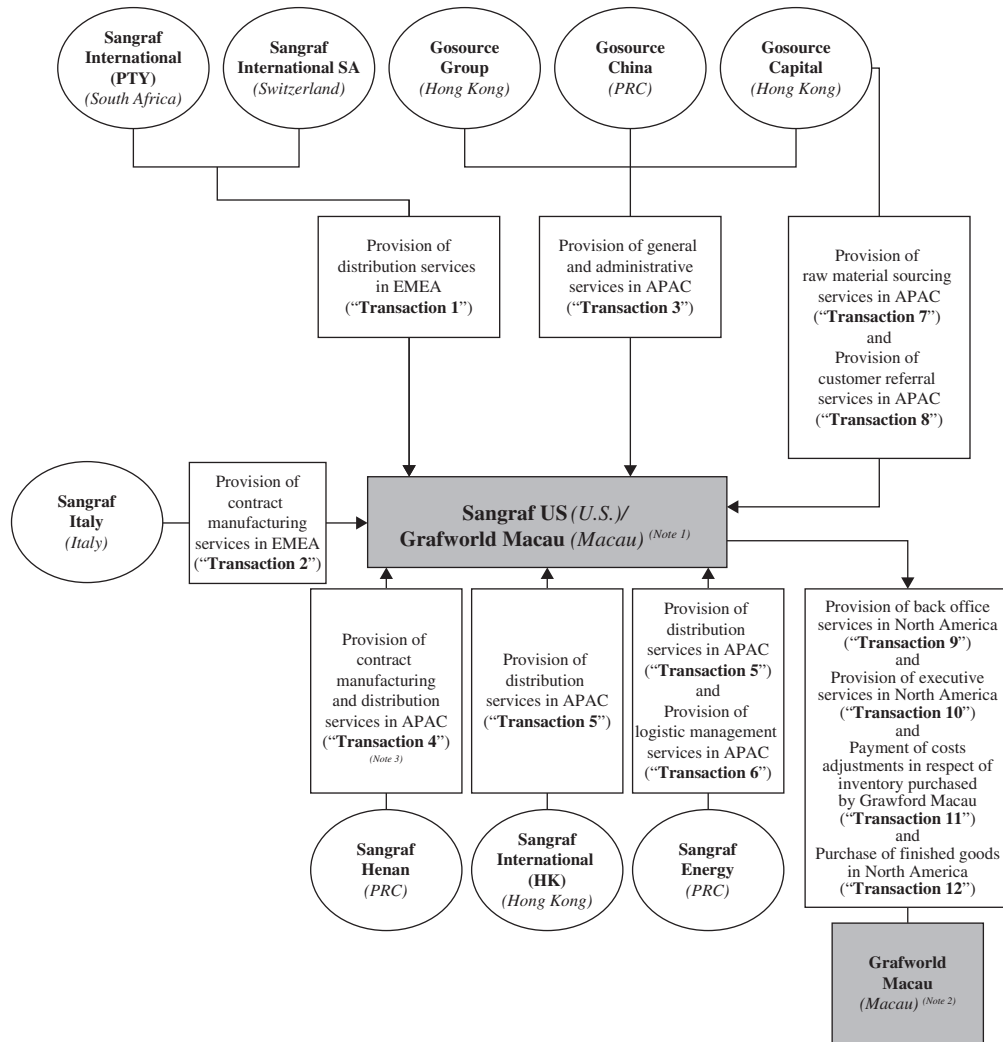 Sangraf
International
(PTY)
(South Africa)
Sangraf
International SA
(Switzerland)
Gosource
Group
(Hong Kong)
Gosource
China
(PRC)
Gosource
Capital
(Hong Kong)
Provision of
distribution services
in EMEA
(“Transaction 1”)
Provision of general
and administrative
services in APAC
(“Transaction 3”)
Provision of
raw material sourcing
services in APAC
(“Transaction 7”)
and
Provision of
customer referral
services in APAC
(“Transaction 8”)
Sangraf
Italy
(Italy)
Provision of
contract
manufacturing
services in EMEA
(“Transaction 2”)
Sangraf US (U.S.)/
Grafworld Macau (Macau) (Note 1)
Provision of
contract
manufacturing
and distribution
services in APAC
(“Transaction 4”)
(Note 3)
Provision of
distribution
services in APAC
(“Transaction 5”)
Provision of
distribution
services in APAC
(“Transaction 5”)
and
Provision of
logistic management
services in APAC
(“Transaction 6”)
Provision of back office
services in North America
(“Transaction 9”)
and
Provision of executive
services in North America
(“Transaction 10”)
and
Payment of costs
adjustments in respect of
inventory purchased
by Grawford Macau
(“Transaction 11”)
and
Purchase of finished goods
in North America
(“Transaction 12”)
Sangraf
Henan
(PRC)
Sangraf
International
(HK)
(Hong Kong)
Sangraf
Energy
(PRC)
Grafworld
Macau
(Macau) (Note 2)